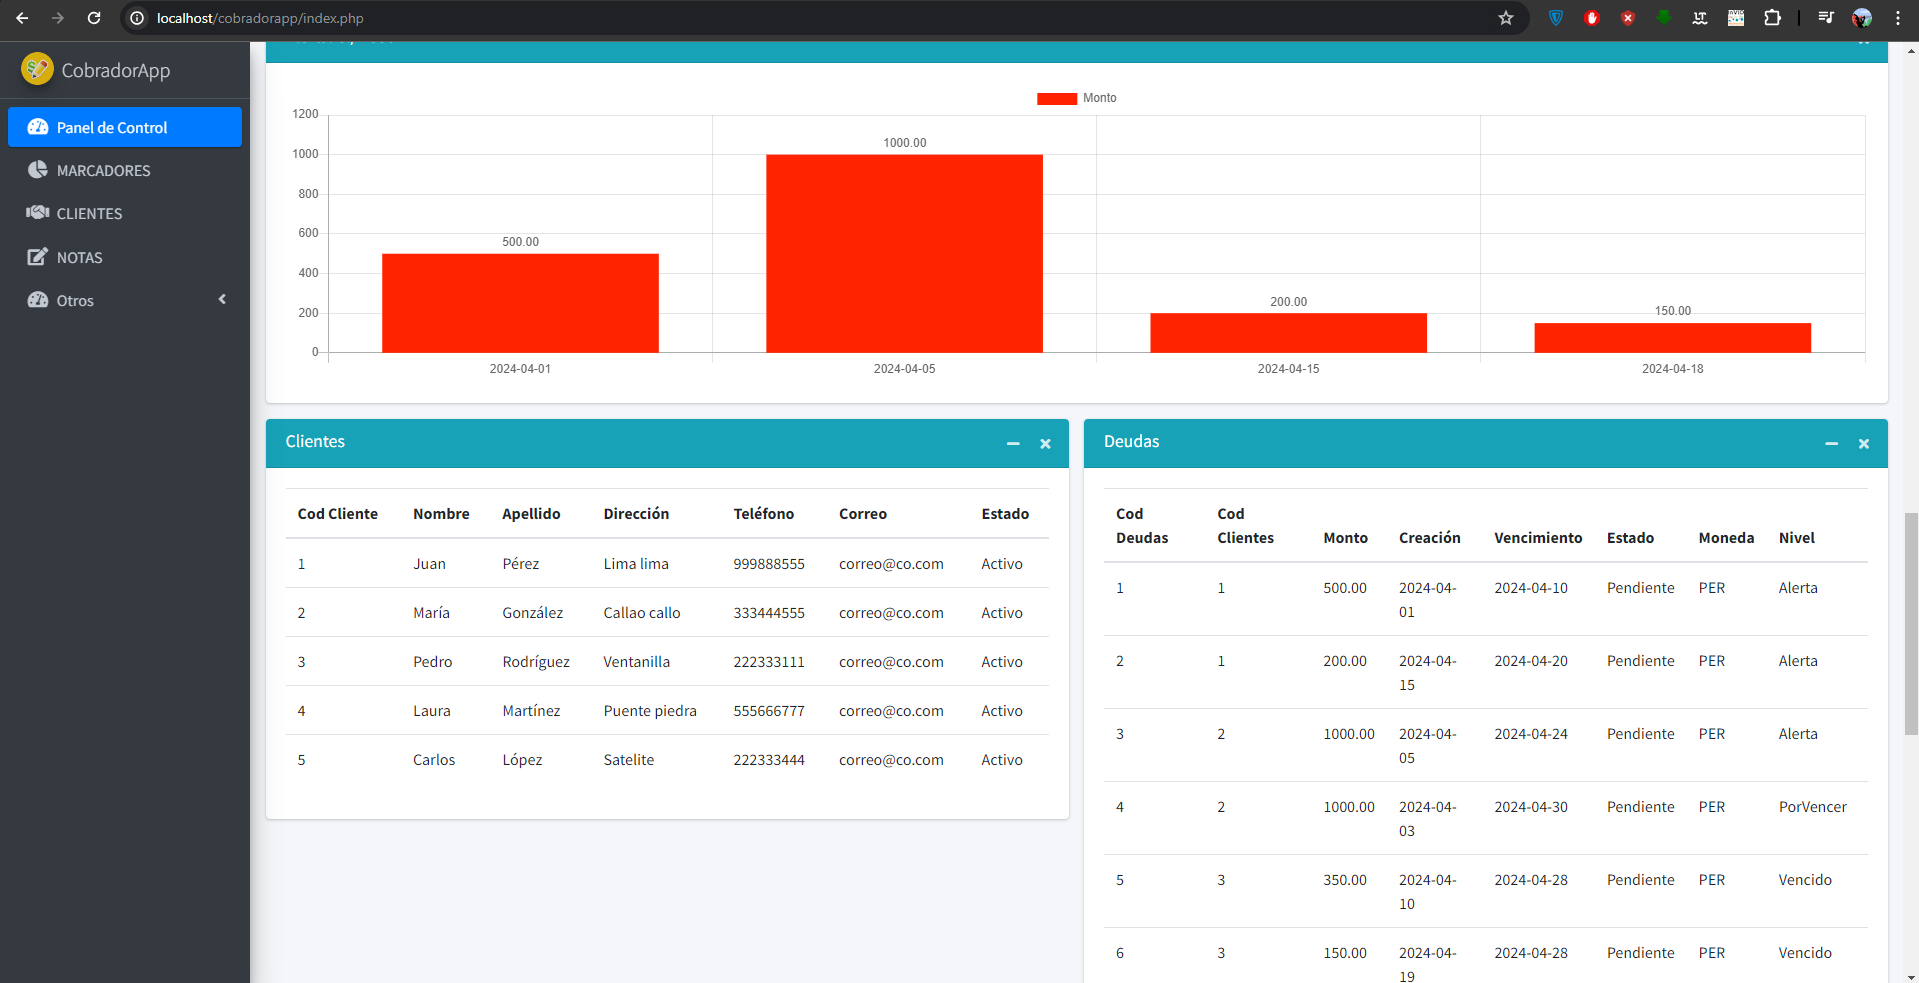 localhost/cobradorapp/index.php
CobradorApp
Panel de Control
MARCADORES
CLIENTES
NOTAS
Otros
Monto
1200
1000
800
600
400
200
0
500.00
1000.00
200.00
150.00
2024-04-01
2024-04-05
2024-04-15
2024-04-18
Clientes
Cod Cliente Nombre Apellido Dirección Teléfono Correo Estado
1 Juan Pérez Lima lima 999888555 correo@co.com Activo
2 María González Callao callo 333444555 correo@co.com Activo
3 Pedro Rodríguez Ventanilla 222333111 correo@co.com Activo
4 Laura Martínez Puente piedra 555666777 correo@co.com Activo
5 Carlos López Satelite 222333444 correo@co.com Activo
Deudas
Cod Cod
Deudas Clientes Monto Creación Vencimiento Estado Moneda Nivel
1 1 500.00 2024-04- 2024-04-10 Pendiente PER Alerta
01
2 1 200.00 2024-04- 2024-04-20 Pendiente PER Alerta
15
3 2 1000.00 2024-04- 2024-04-24 Pendiente PER Alerta
05
4 2 1000.00 2024-04- 2024-04-30 Pendiente PER PorVencer
03
5 3 350.00 2024-04- 2024-04-28 Pendiente PER Vencido
10
6 3 150.00 2024-04- 2024-04-28 Pendiente PER Vencido
19